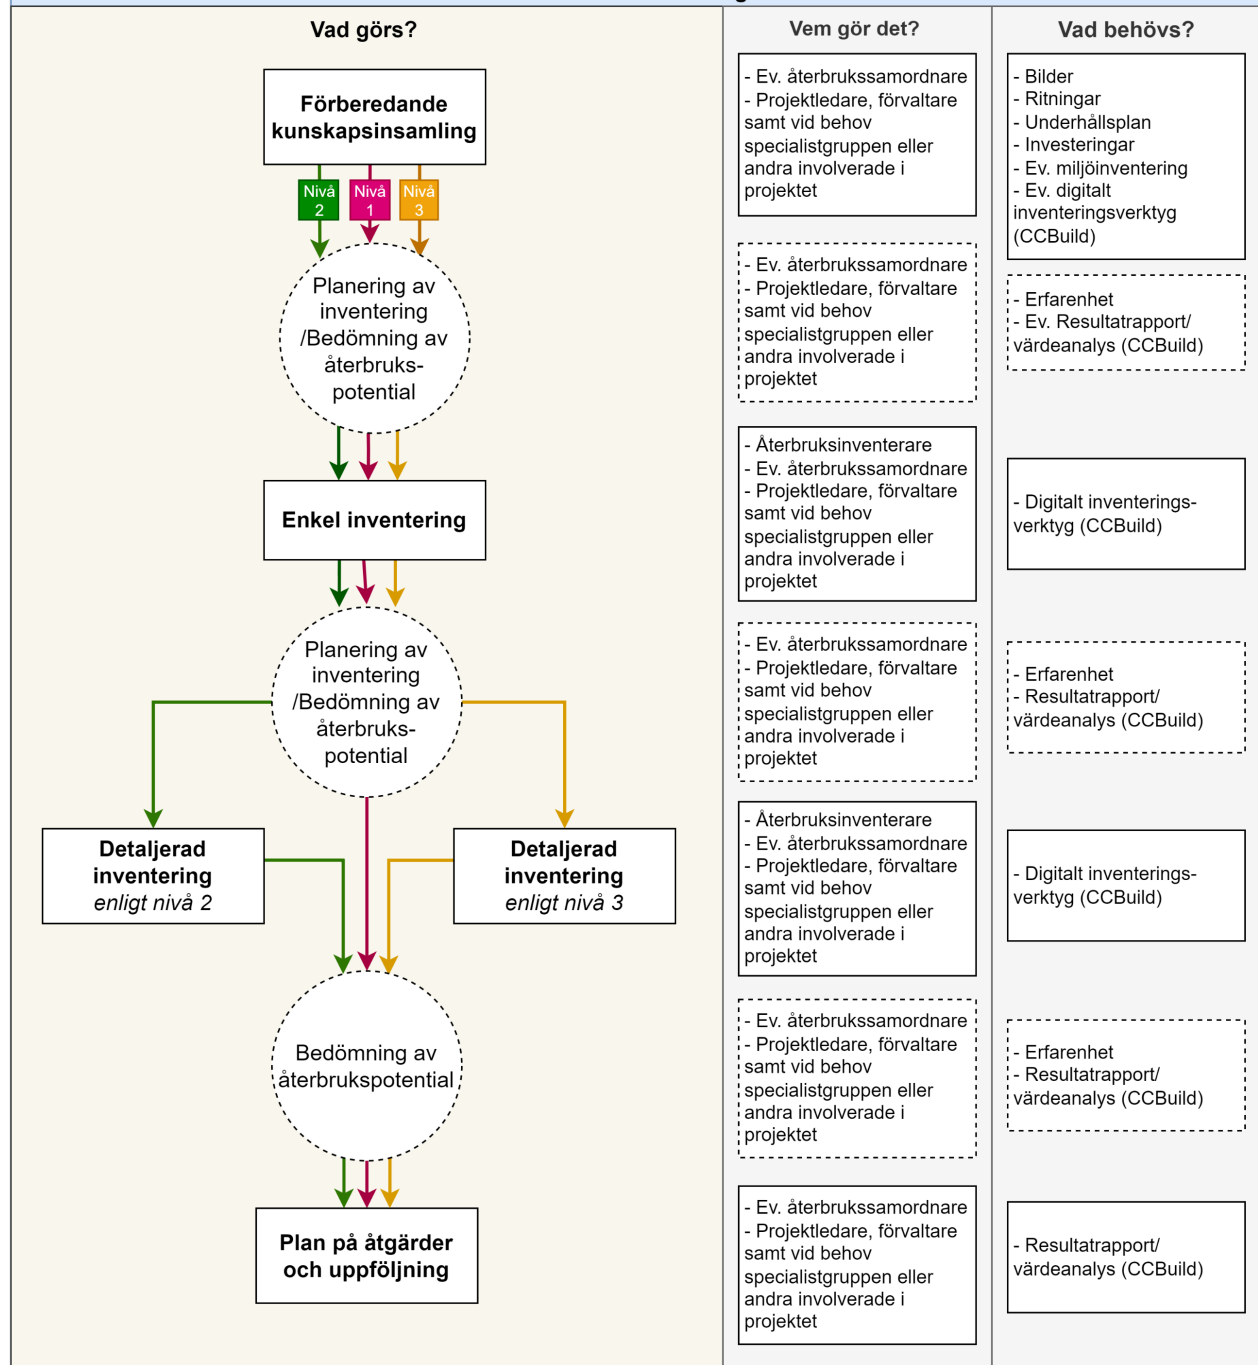 Vad görs?
Vem gör det?
Vad behövs?
Förberedande
kunskapsinsamling
Nivå
2
Nivå
1
Nivå
3
- Ev. återbrukssamordnare
- Projektledare, förvaltare
samt vid behov
specialistgruppen eller
andra involverade i
projektet
- Bilder
- Ritningar
- Underhållsplan
- Investeringar
- Ev. miljöinventering
- Ev. digitalt
inventeringsverktyg
(CCBuild)
Planering av
inventering
/Bedömning av
återbruks-
potential
- Ev. återbrukssamordnare
- Projektledare, förvaltare
samt vid behov
specialistgruppen eller
andra involverade i
projektet
- Erfarenhet
- Ev. Resultatrapport/
värdeanalys (CCBuild)
Enkel inventering
- Återbruksinventerare
- Ev. återbrukssamordnare
- Projektledare, förvaltare
samt vid behov
specialistgruppen eller
andra involverade i
projektet
- Digitalt inventerings-
verktyg (CCBuild)
Planering av
inventering
/Bedömning av
återbruks-
potential
- Ev. återbrukssamordnare
- Projektledare, förvaltare
samt vid behov
specialistgruppen eller
andra involverade i
projektet
- Erfarenhet
- Resultatrapport/
värdeanalys (CCBuild)
Detaljerad
inventering
enligt nivå 2
Detaljerad
inventering
enligt nivå 3
- Återbruksinventerare
- Ev. återbrukssamordnare
- Projektledare, förvaltare
samt vid behov
specialistgruppen eller
andra involverade i
projektet
- Digitalt inventerings-
verktyg (CCBuild)
Bedömning av
återbrukspotential
- Ev. återbrukssamordnare
- Projektledare, förvaltare
samt vid behov
specialistgruppen eller
andra involverade i
projektet
- Erfarenhet
- Resultatrapport/
värdeanalys (CCBuild)
Plan på åtgärder
och uppföljning
- Ev. återbrukssamordnare
- Projektledare, förvaltare
samt vid behov
specialistgruppen eller
andra involverade i
projektet
- Resultatrapport/
värdeanalys (CCBuild)